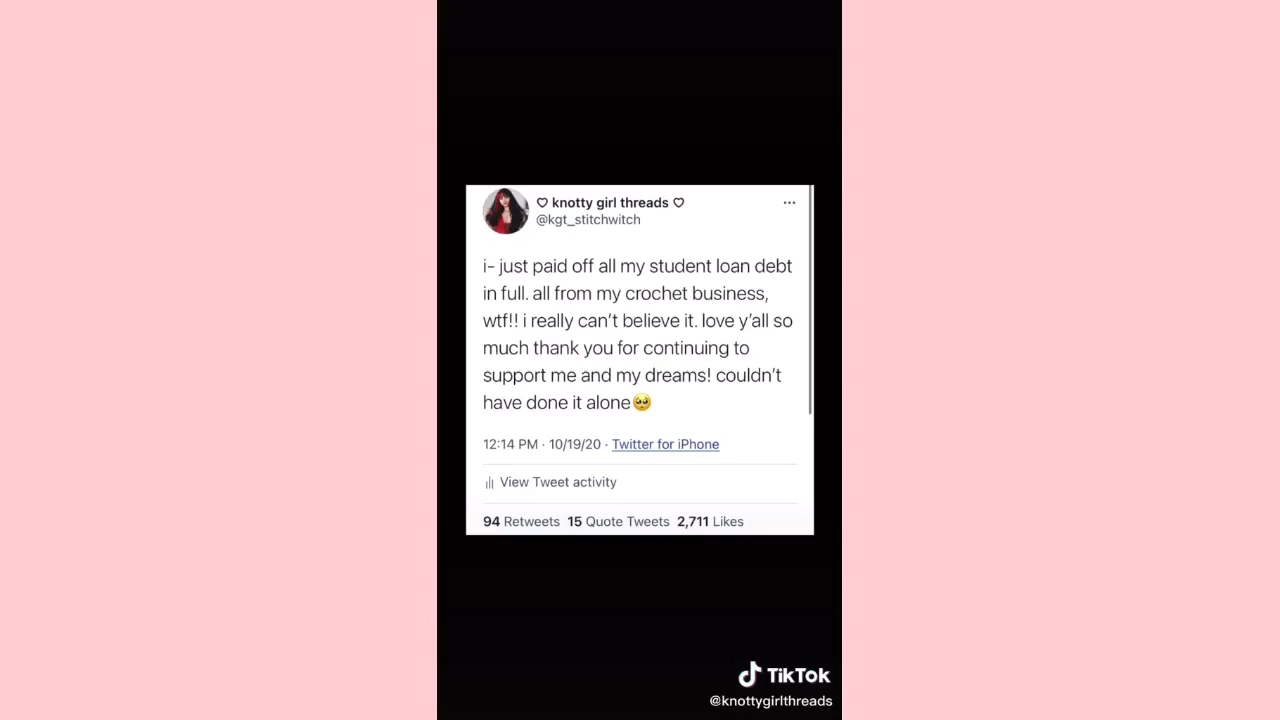 ♡ knotty girl threads ♡
@kgt_stitchwitch
i- just paid off all my student loan debt
in full. all from my crochet business,
wtf!! i really can’t believe it. love y’all so
much thank you for continuing to
support me and my dreams! couldn’t
have done it alone🥹
12:14 PM · 10/19/20 · Twitter for iPhone
View Tweet activity
94 Retweets 15 Quote Tweets 2,711 Likes
TikTok
@knottygirlthreads